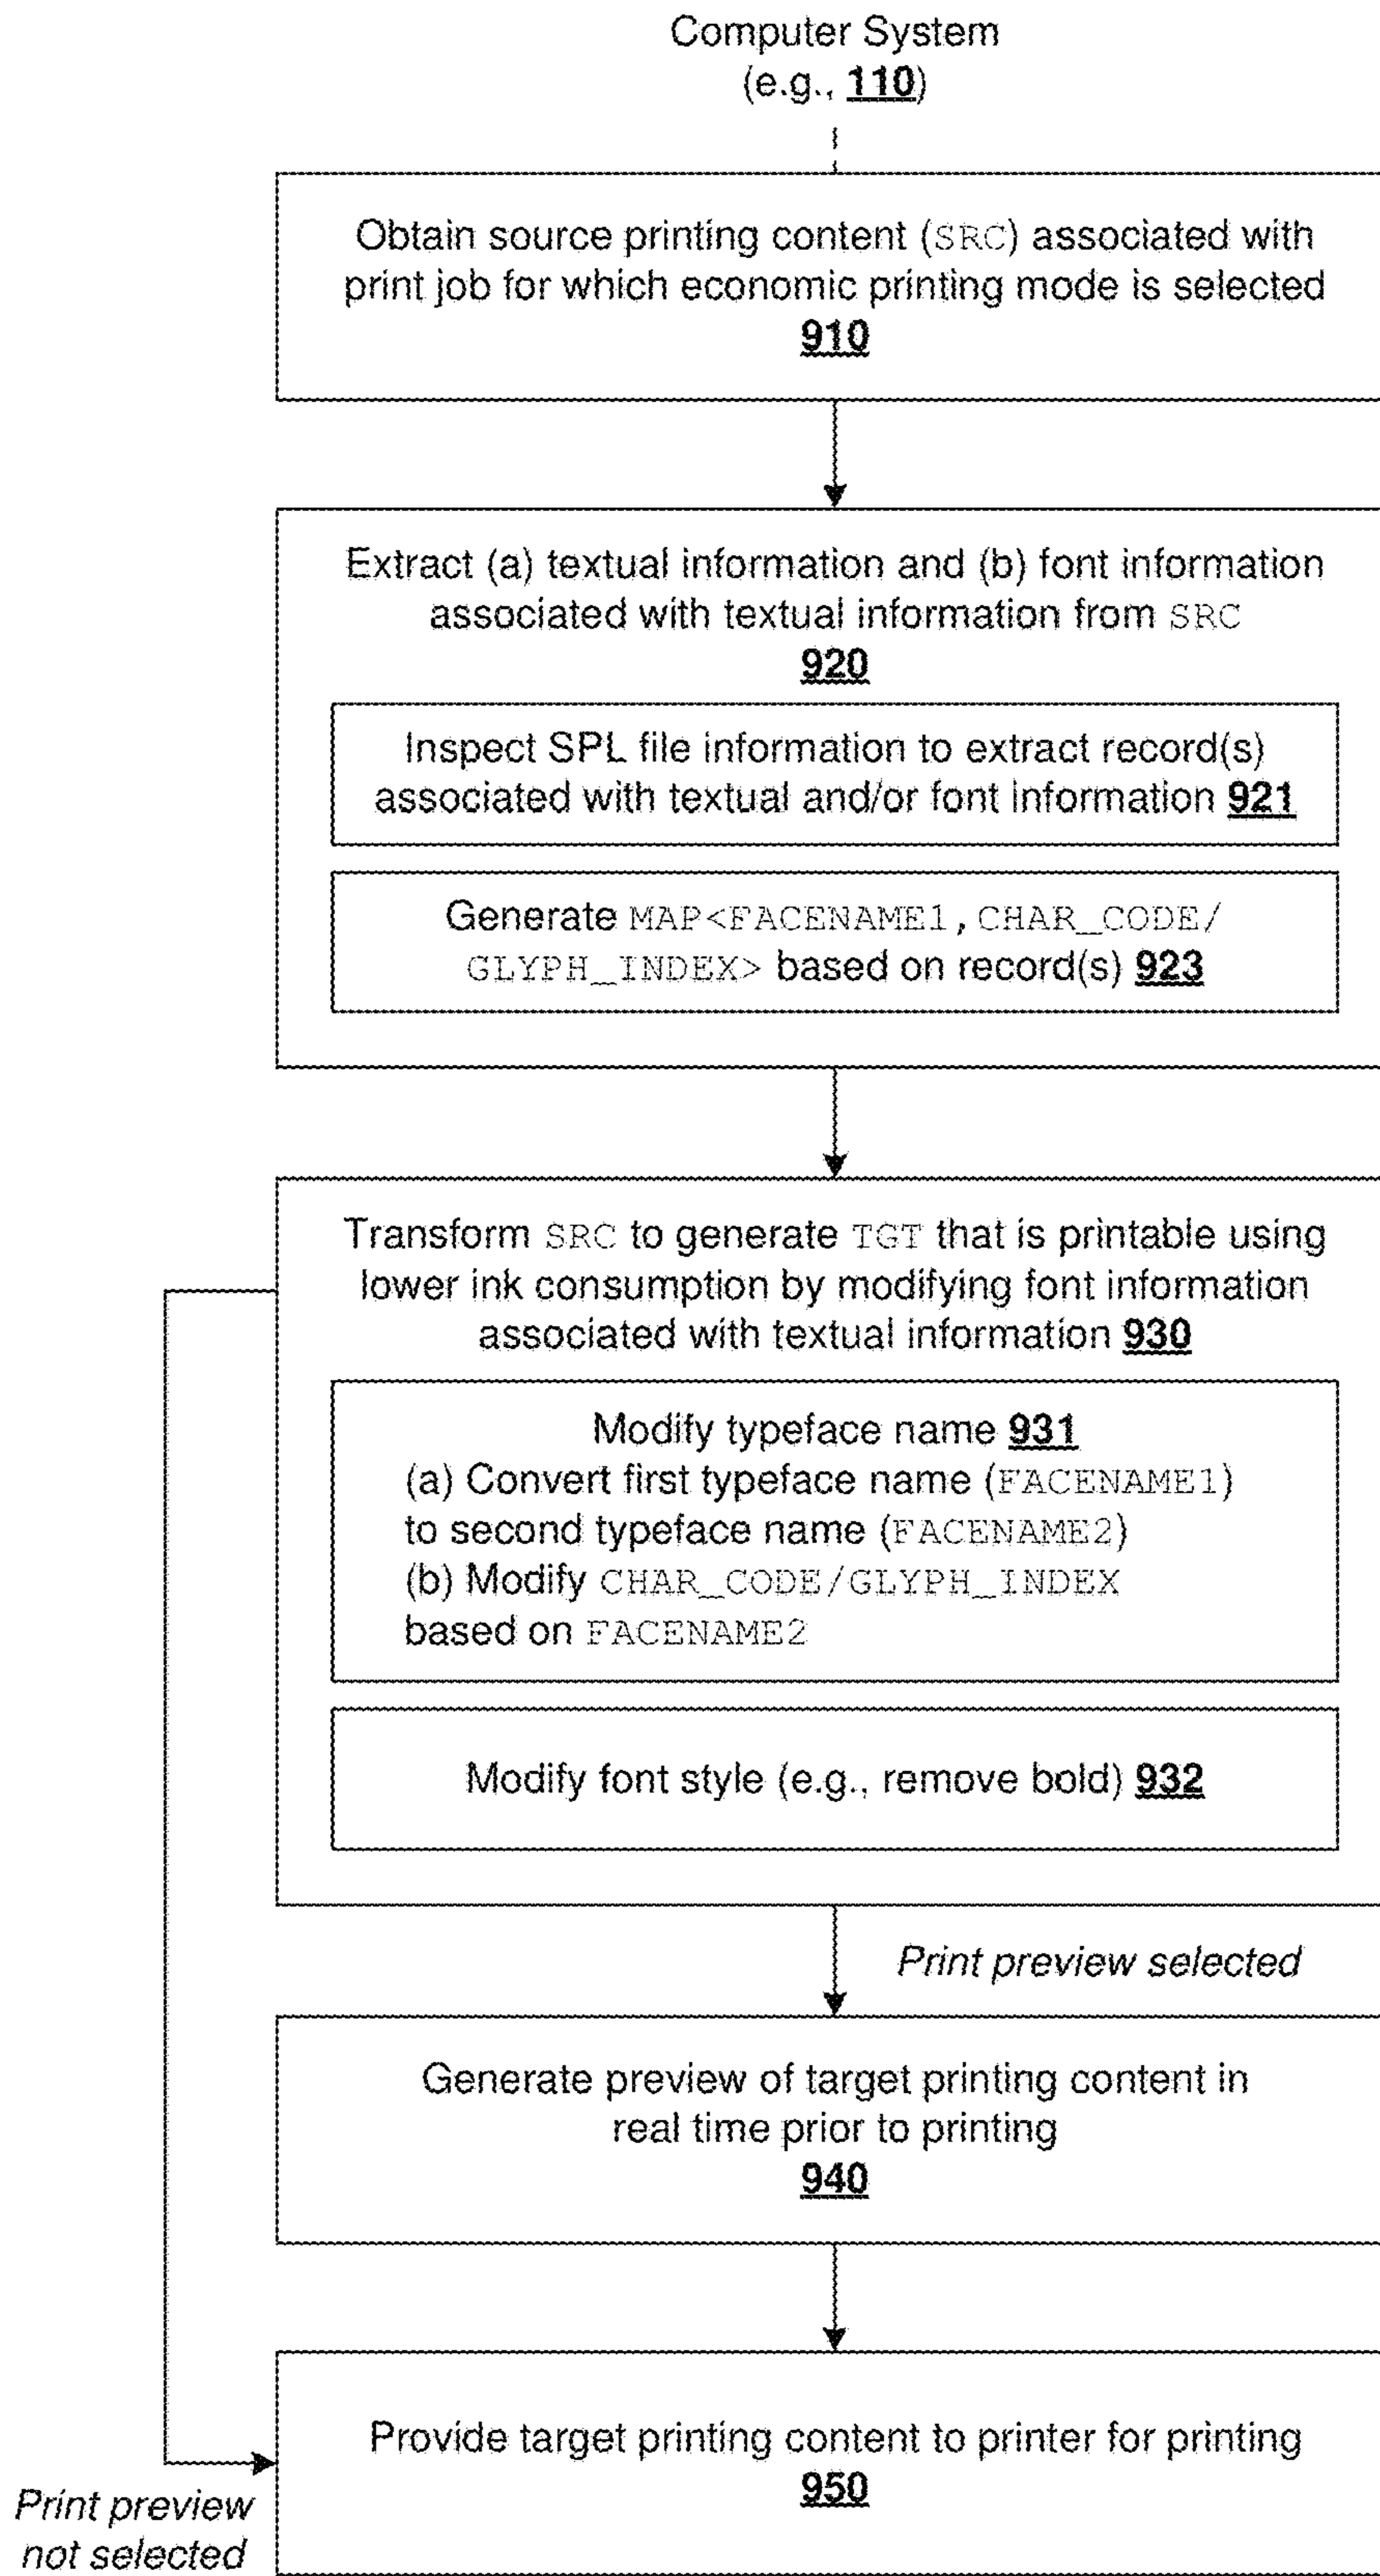 Computer System
(e.g., 110)
Obtain source printing content (SRC) associated with
print job for which economic printing mode is selected
910
Extract (a) textual information and (b) font information
associated with textual information from SRC
920
Inspect SPL file information to extract record(s)
associated with textual and/or font information 921
Generate MAP<FACENAME1, CHAR_CODE/
GLYPH_INDEX> based on record(s) 923
Transform SRC to generate TGT that is printable using
lower ink consumption by modifying font information
associated with textual information 930
Modify typeface name 931
(a) Convert first typeface name (FACENAME1)
to second typeface name (FACENAME2)
(b) Modify CHAR_CODE/GLYPH_INDEX
based on FACENAME2
Modify font style (e.g., remove bold) 932
Print preview selected
Generate preview of target printing content in
real time prior to printing
940
Provide target printing content to printer for printing
950
Print preview
not selected